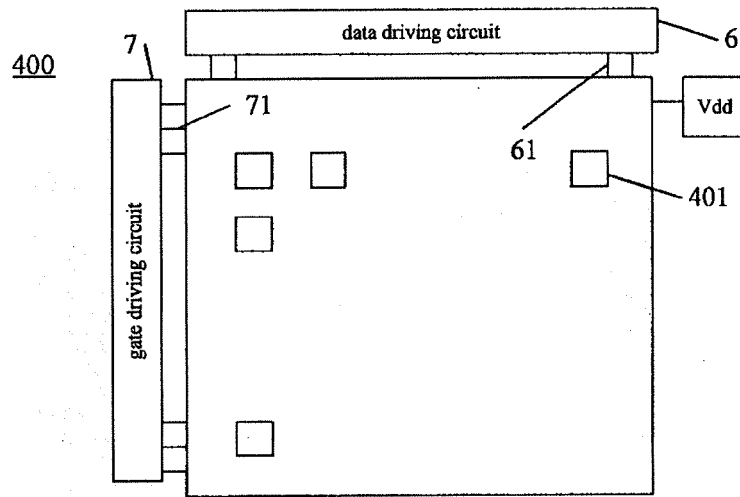 data driving circuit
6
7
400
Vdd
71
61
401
gate driving circuit